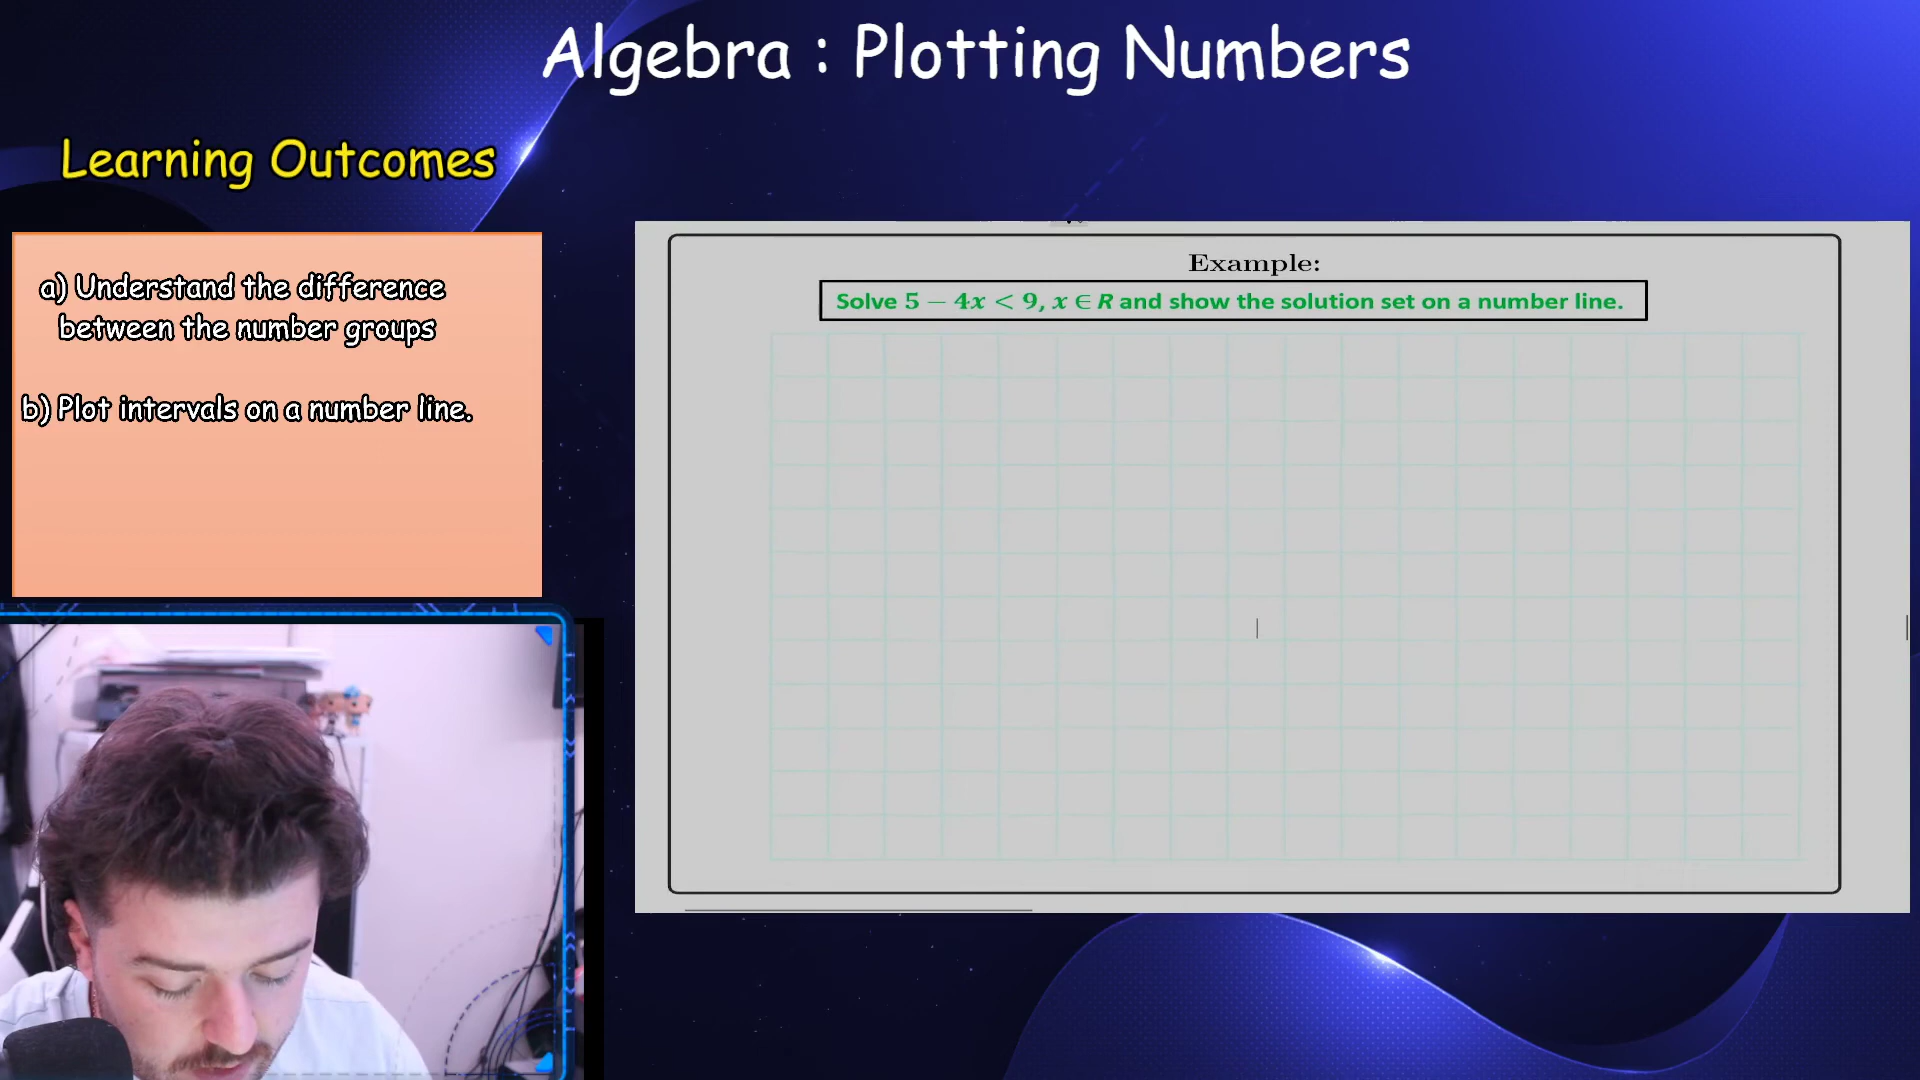 Algebra : Plotting Numbers
Learning Outcomes
a) Understand the difference
between the number groups
b) Plot intervals on a number line.
Example:
Solve 5 − 4x < 9, x ∈ R and show the solution set on a number line.